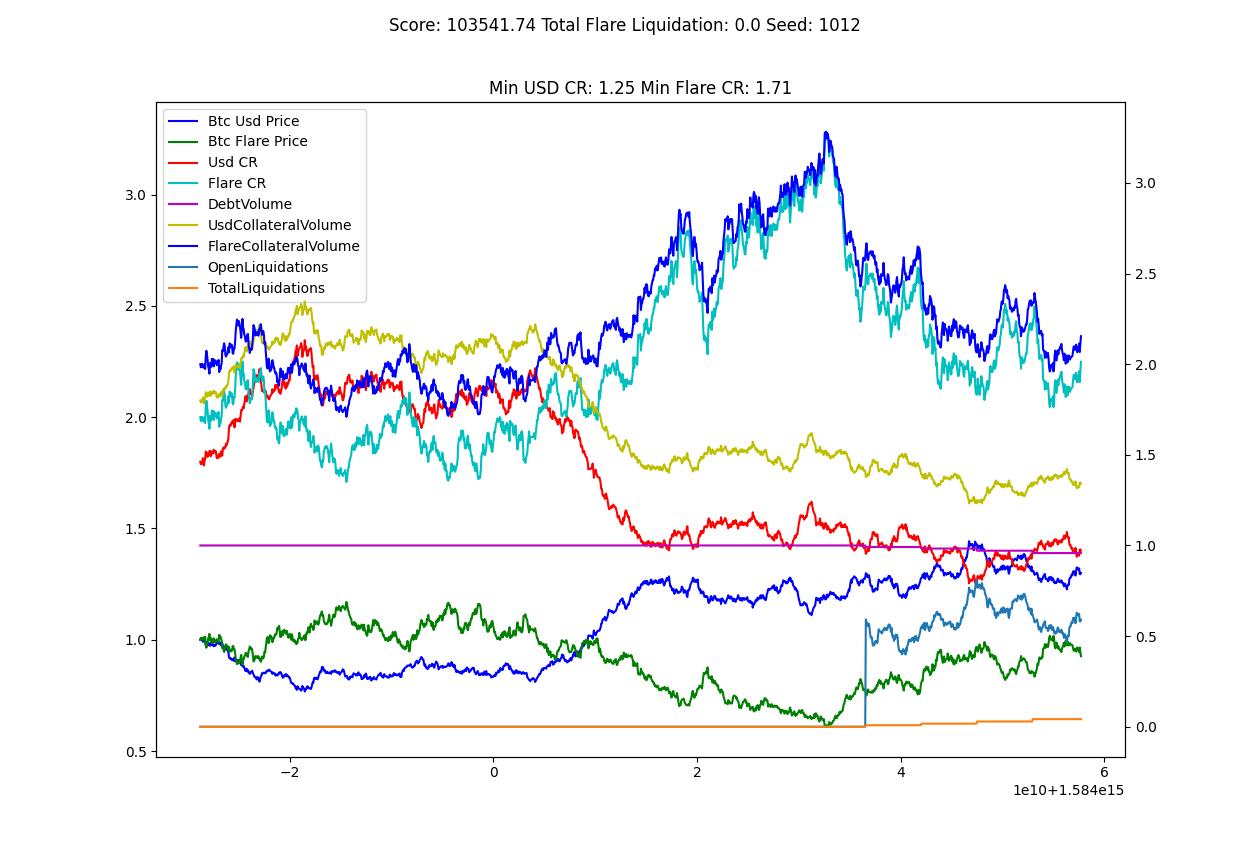 Score: 103541.74 Total Flare Liquidation: 0.0 Seed: 1012
Min USD CR: 1.25 Min Flare CR: 1.71
Btc Usd Price
Btc Flare Price
Usd CR
Flare CR
DebtVolume
UsdCollateralVolume
FlareCollateralVolume
OpenLiquidations
TotalLiquidations
3.0
2.5
2.0
1.5
1.0
0.5
3.0
2.5
2.0
1.5
1.0
0.5
0.0
−2 0 2 4 6
1e10+1.584e15